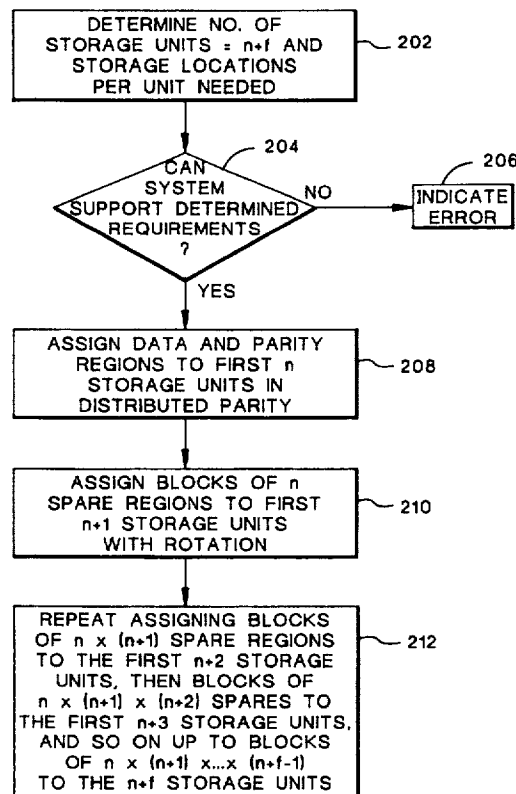 DETERMINE NO. OF
STORAGE UNITS = n+f AND
STORAGE LOCATIONS
PER UNIT NEEDED
202
204
CAN
SYSTEM
SUPPORT DETERMINED
REQUIREMENTS
?
NO
206
INDICATE
ERROR
YES
ASSIGN DATA AND PARITY
REGIONS TO FIRST n
STORAGE UNITS IN
DISTRIBUTED PARITY
208
ASSIGN BLOCKS OF n
SPARE REGIONS TO FIRST
n+1 STORAGE UNITS
WITH ROTATION
210
REPEAT ASSIGNING BLOCKS
OF n x (n+1) SPARE REGIONS
TO THE FIRST n+2 STORAGE
UNITS, THEN BLOCKS OF
n x (n+1) x (n+2) SPARES TO
THE FIRST n+3 STORAGE UNITS,
AND SO ON UP TO BLOCKS
OF n x (n+1) x...x (n+f-1)
TO THE n+f STORAGE UNITS
212